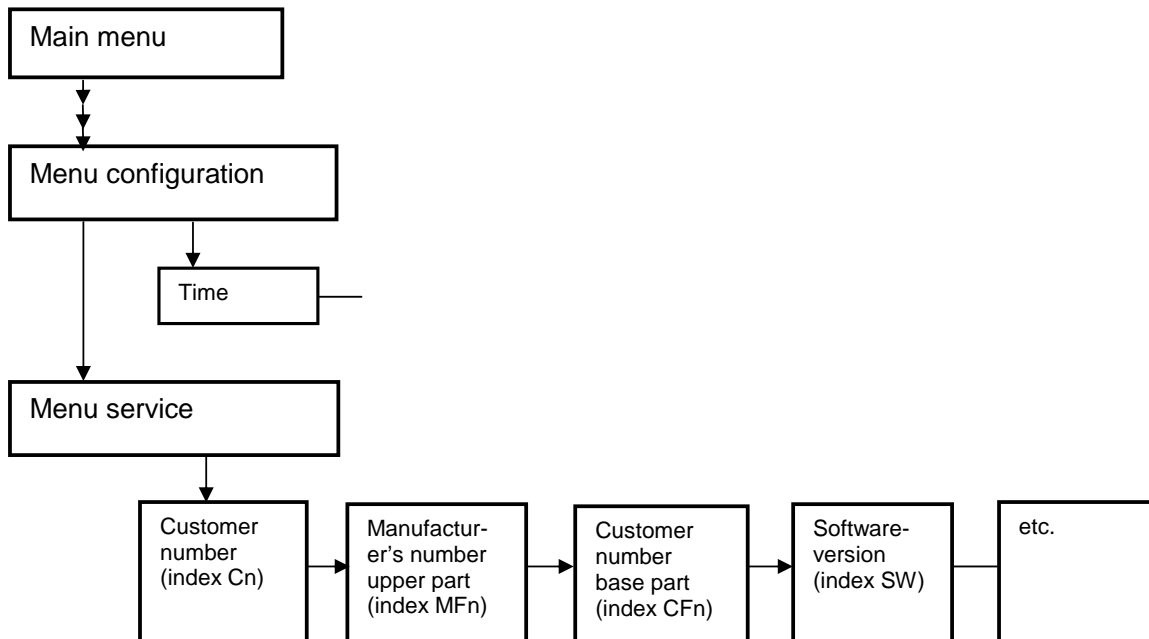 Main menu
Menu configuration
Time
Menu service
Customer
number
(index Cn)
Manufactur-
er's number
upper part
(index MFn)
Customer
number
base part
(index CFn)
Software-
version
(index SW)
etc.